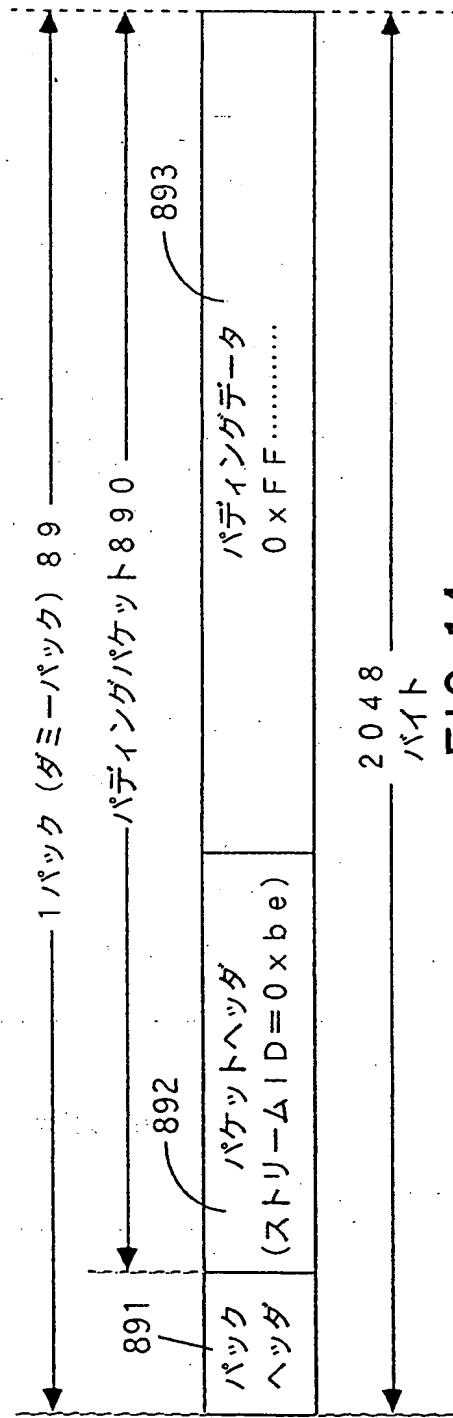 1パック(ダミーパック)89
パディングパケット890
891
892
893
パック
ヘッダ
パケットヘッダ
(ストリームID=0xbe)
パディングデータ
0xFF…………
2048
バイト